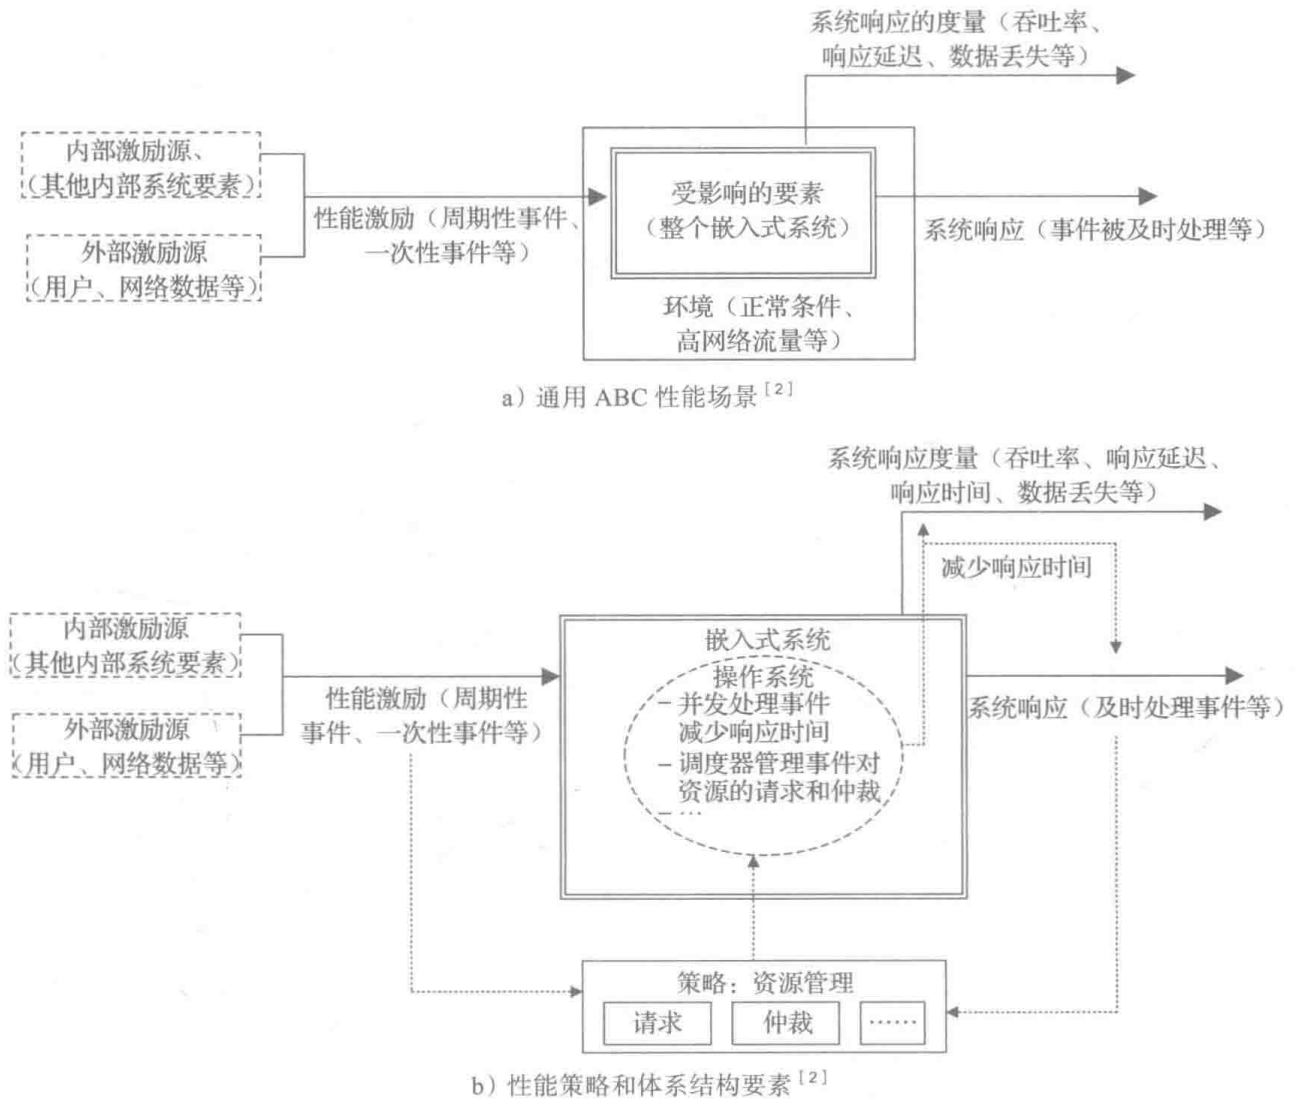 系统响应的度量（吞吐率、
响应延迟、数据丢失等）
内部激励源、
（其他内部系统要素）
外部激励源
（用户、网络数据等）
性能激励（周期性事件、
一次性事件等）
受影响的要素
（整个嵌入式系统）
环境（正常条件、
高网络流量等）
系统响应（事件被及时处理等）
a）通用 ABC 性能场景[2]
系统响应度量（吞吐率、响应延迟、
响应时间、数据丢失等）
减少响应时间
内部激励源
（其他内部系统要素）
外部激励源
（用户、网络数据等）
性能激励（周期性
事件、一次性事件等）
嵌入式系统
操作系统
– 并发处理事件
减少响应时间
– 调度器管理事件对
资源的请求和仲裁
– …
系统响应（及时处理事件等）
策略：资源管理
请求
仲裁
……
b）性能策略和体系结构要素[2]